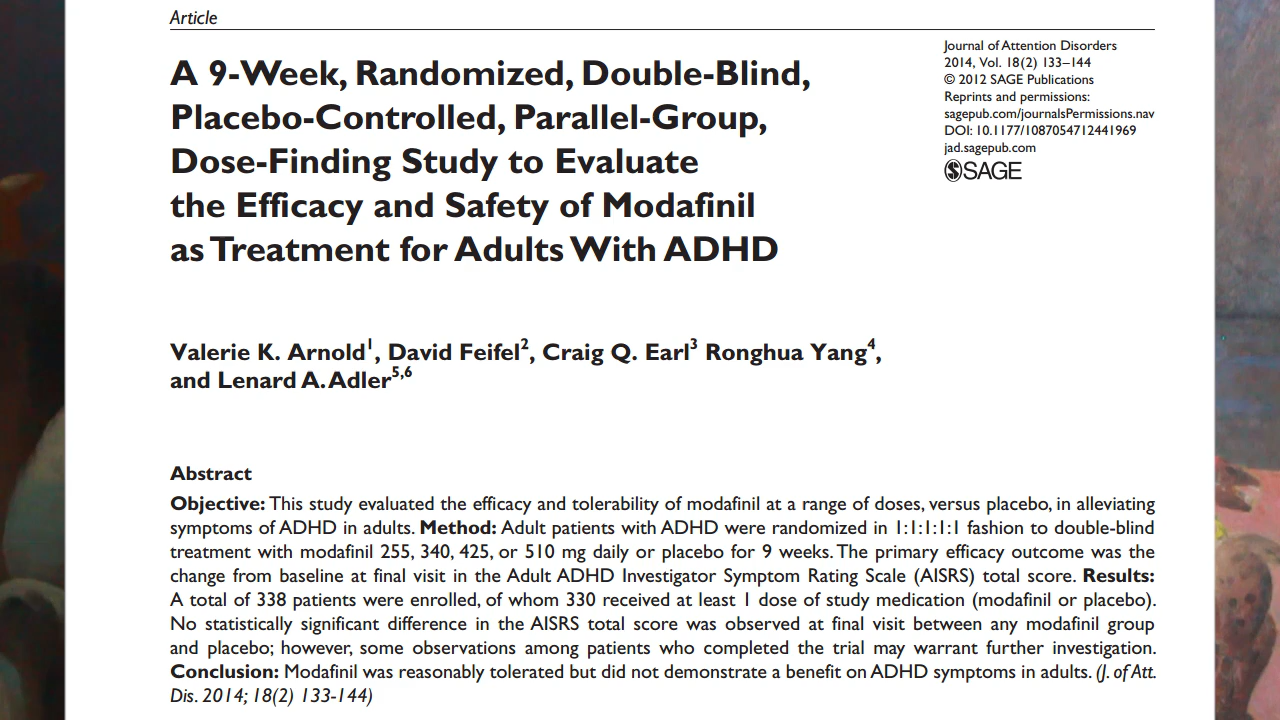 Article
A 9-Week, Randomized, Double-Blind,
Placebo-Controlled, Parallel-Group,
Dose-Finding Study to Evaluate
the Efficacy and Safety of Modafinil
as Treatment for Adults With ADHD
Journal of Attention Disorders
2014, Vol. 18(2) 133–144
© 2012 SAGE Publications
Reprints and permissions:
sagepub.com/journalsPermissions.nav
DOI: 10.1177/1087054712441969
jad.sagepub.com
SAGE
Valerie K. Arnold1, David Feifel2, Craig Q. Earl3 Ronghua Yang4,
and Lenard A. Adler5,6
Abstract
Objective: This study evaluated the efficacy and tolerability of modafinil at a range of doses, versus placebo, in alleviating
symptoms of ADHD in adults. Method: Adult patients with ADHD were randomized in 1:1:1:1:1 fashion to double-blind
treatment with modafinil 255, 340, 425, or 510 mg daily or placebo for 9 weeks. The primary efficacy outcome was the
change from baseline at final visit in the Adult ADHD Investigator Symptom Rating Scale (AISRS) total score. Results:
A total of 338 patients were enrolled, of whom 330 received at least 1 dose of study medication (modafinil or placebo).
No statistically significant difference in the AISRS total score was observed at final visit between any modafinil group
and placebo; however, some observations among patients who completed the trial may warrant further investigation.
Conclusion: Modafinil was reasonably tolerated but did not demonstrate a benefit on ADHD symptoms in adults. (J. of Att.
Dis. 2014; 18(2) 133-144)